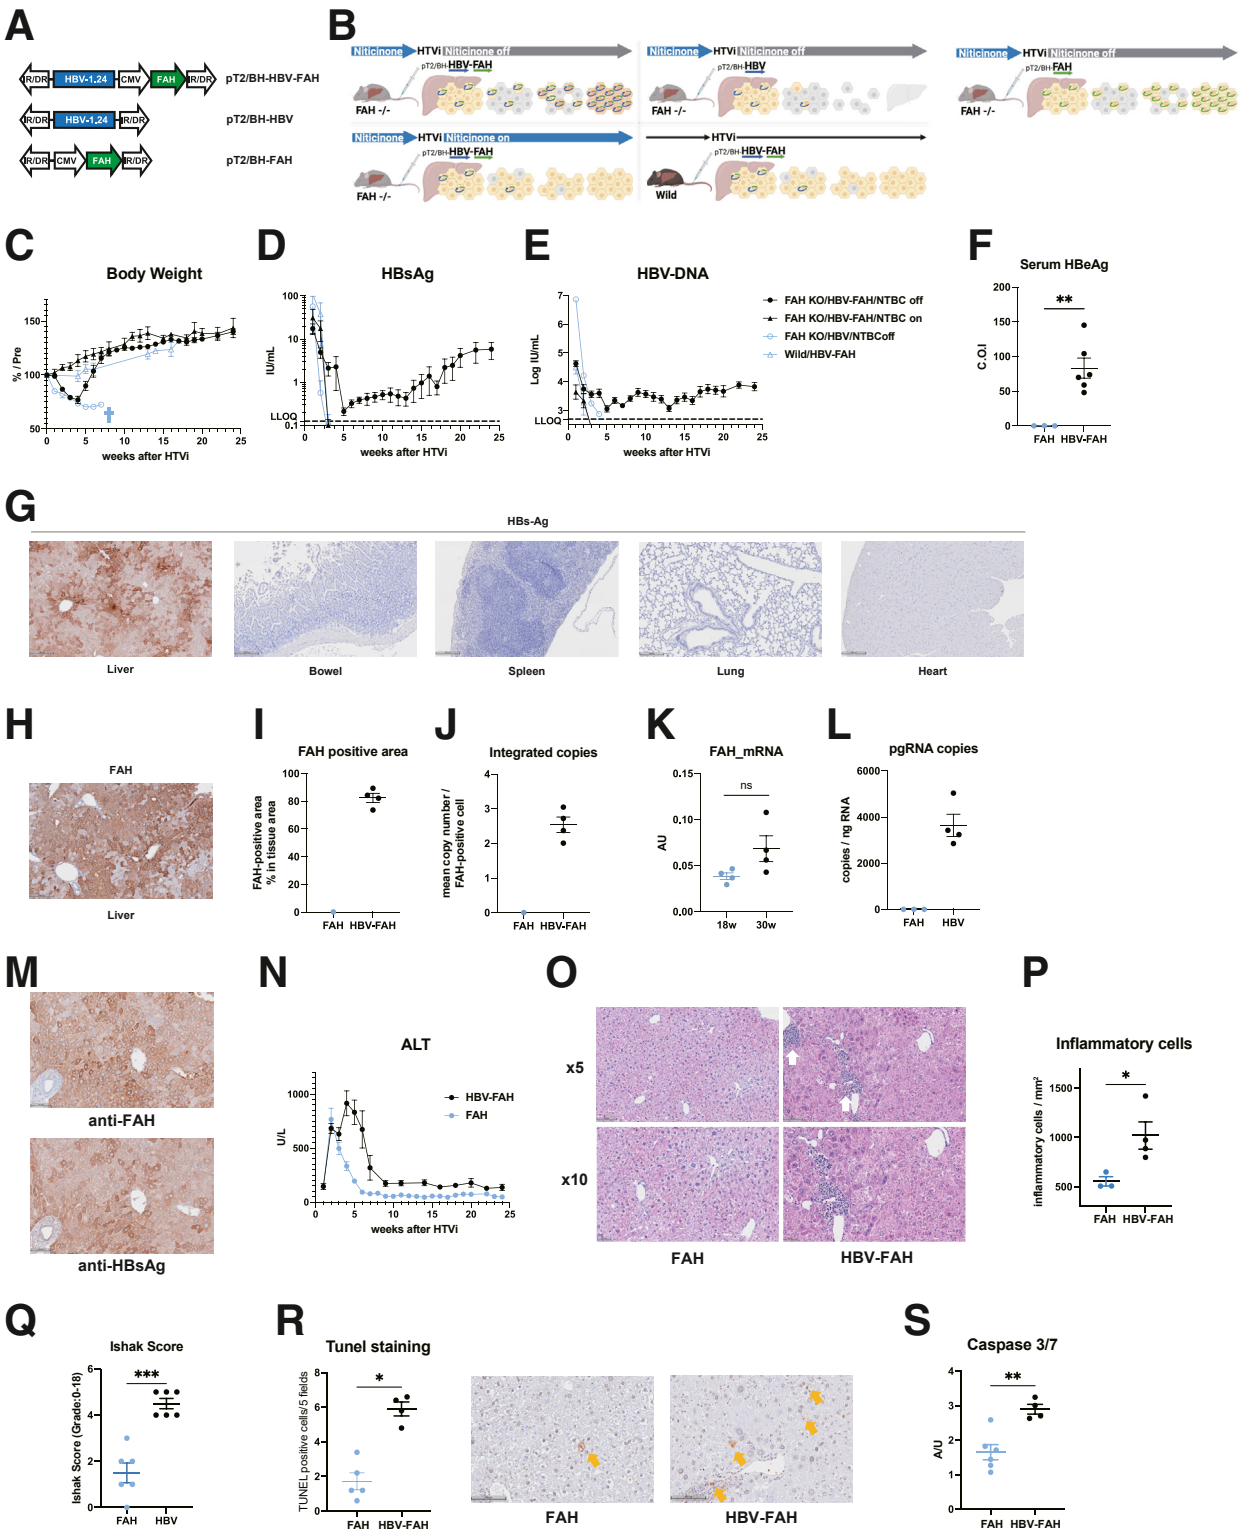 A
IR/DR HBV-1,24 CMV FAH IR/DR pT2/BH-HBV-FAH
IR/DR HBV-1,24 IR/DR pT2/BH-HBV
IR/DR CMV FAH IR/DR pT2/BH-FAH
B
Niticinone HTVi Niticinone off
pT2/BH-HBV-FAH
FAH -/-
Niticinone HTVi Niticinone off
pT2/BH-HBV
FAH -/-
Niticinone HTVi Niticinone off
pT2/BH-FAH
FAH -/-
Niticinone HTVi Niticinone on
pT2/BH-HBV-FAH
FAH -/-
HTVi
pT2/BH-HBV-FAH
Wild
C
Body Weight
% / Pre
150
100
50
0 5 10 15 20 25
weeks after HTVi
D
HBsAg
IU/mL
100
10
1
LLOQ
0.1
0 5 10 15 20 25
weeks after HTVi
E
HBV-DNA
Log IU/mL
7
6
5
4
3
LLOQ
0 5 10 15 20 25
weeks after HTVi
FAH KO/HBV-FAH/NTBC off
FAH KO/HBV-FAH/NTBC on
FAH KO/HBV/NTBCoff
Wild/HBV-FAH
F
Serum HBeAg
C.O.I
200
150
100
50
0
**
FAH HBV-FAH
G
HBs-Ag
Liver Bowel Spleen Lung Heart
H
FAH
Liver
I
FAH positive area
FAH-positive area
% in tissue area
100
80
60
40
20
0
FAH HBV-FAH
J
Integrated copies
mean copy number /
FAH-positive cell
4
3
2
1
0
FAH HBV-FAH
K
FAH_mRNA
AU
0.15
0.10
0.05
0.00
ns
18w 30w
L
pgRNA copies
copies / ng RNA
6000
4000
2000
0
FAH HBV
M
anti-FAH
anti-HBsAg
N
ALT
U/L
1000
500
0
0 5 10 15 20 25
weeks after HTVi
HBV-FAH
FAH
O
x5
x10
FAH HBV-FAH
P
Inflammatory cells
inflammatory cells / mm²
1500
1000
500
*
FAH HBV-FAH
Q
Ishak Score
Ishak Score (Grade:0-18)
6
4
2
0
***
FAH HBV
R
Tunel staining
TUNEL positive cells/5 fields
8
6
4
2
0
*
FAH HBV-FAH
FAH HBV-FAH
S
Caspase 3/7
A/U
4
3
2
1
0
**
FAH HBV-FAH